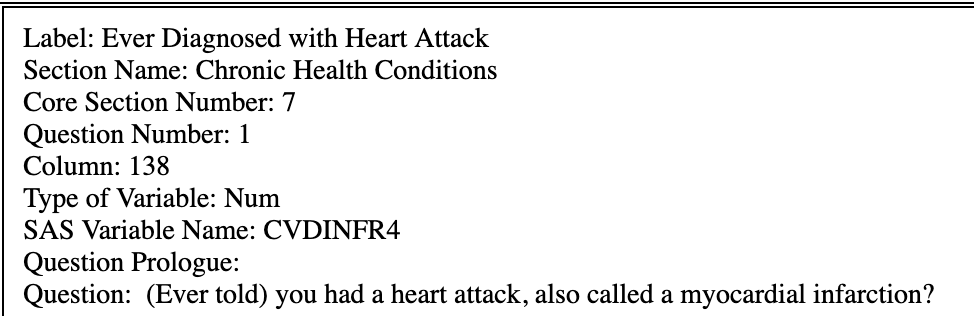 Label: Ever Diagnosed with Heart Attack
Section Name: Chronic Health Conditions
Core Section Number: 7
Question Number: 1
Column: 138
Type of Variable: Num
SAS Variable Name: CVDINFR4
Question Prologue:
Question:  (Ever told) you had a heart attack, also called a myocardial infarction?